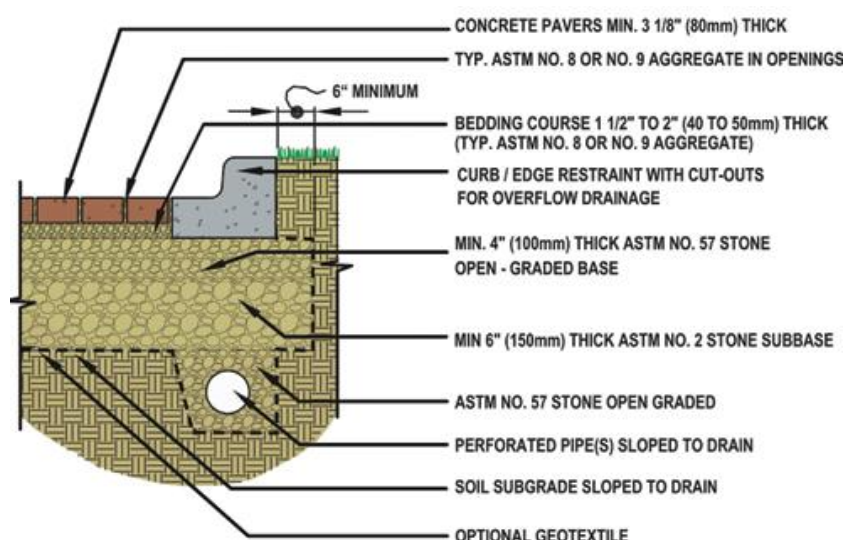 CONCRETE PAVERS MIN. 3 1/8" (80mm) THICK
TYP. ASTM NO. 8 OR NO. 9 AGGREGATE IN OPENINGS
6" MINIMUM
BEDDING COURSE 1 1/2" TO 2" (40 TO 50mm) THICK
(TYP. ASTM NO. 8 OR NO. 9 AGGREGATE)
CURB / EDGE RESTRAINT WITH CUT-OUTS
FOR OVERFLOW DRAINAGE
MIN. 4" (100mm) THICK ASTM NO. 57 STONE
OPEN - GRADED BASE
MIN 6" (150mm) THICK ASTM NO. 2 STONE SUBBASE
ASTM NO. 57 STONE OPEN GRADED
PERFORATED PIPE(S) SLOPED TO DRAIN
SOIL SUBGRADE SLOPED TO DRAIN
OPTIONAL GEOTEXTILE